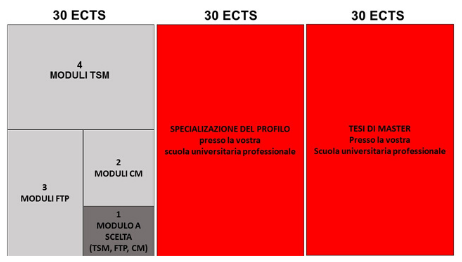 30 ECTS
30 ECTS
30 ECTS
4
MODULI TSM
3
MODULI FTP
2
MODULI CM
1
MODULO A
SCELTA
(TSM, FTP, CM)
SPECIALIZAZIONE DEL PROFILO
presso la vostra
scuola universitaria professionale
TESI DI MASTER
Presso la vostra
Scuola universitaria professionale